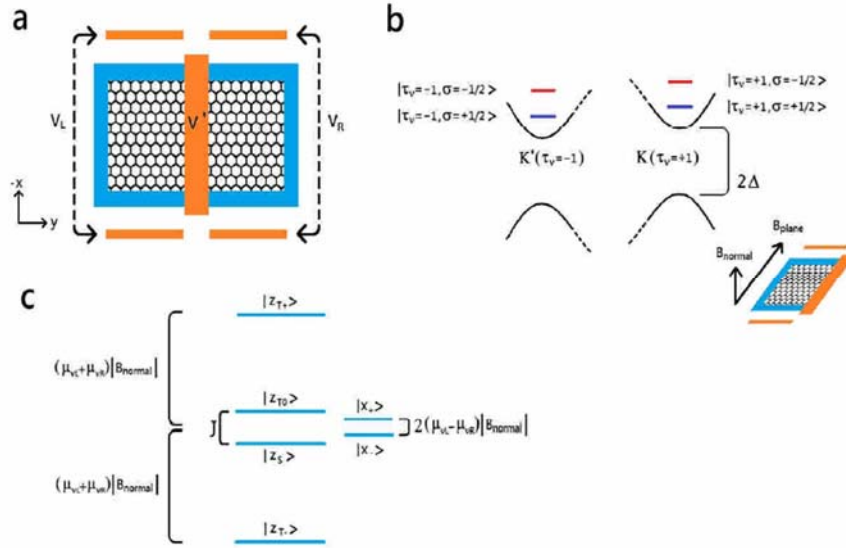 a
V_L
V'
V_R
-x
y
b
|τ_v=-1,σ=-1/2>
|τ_v=-1,σ=+1/2>
|τ_v=+1,σ=-1/2>
|τ_v=+1,σ=+1/2>
K'(τ_v=-1)
K(τ_v=+1)
2Δ
B_normal
B_plane
c
|z_T+>
(μ_vL+μ_vR)|B_normal|
|z_T0>
|x_+>
J
2(μ_vL-μ_vR)|B_normal|
|z_S>
|x_->
(μ_vL+μ_vR)|B_normal|
|z_T->